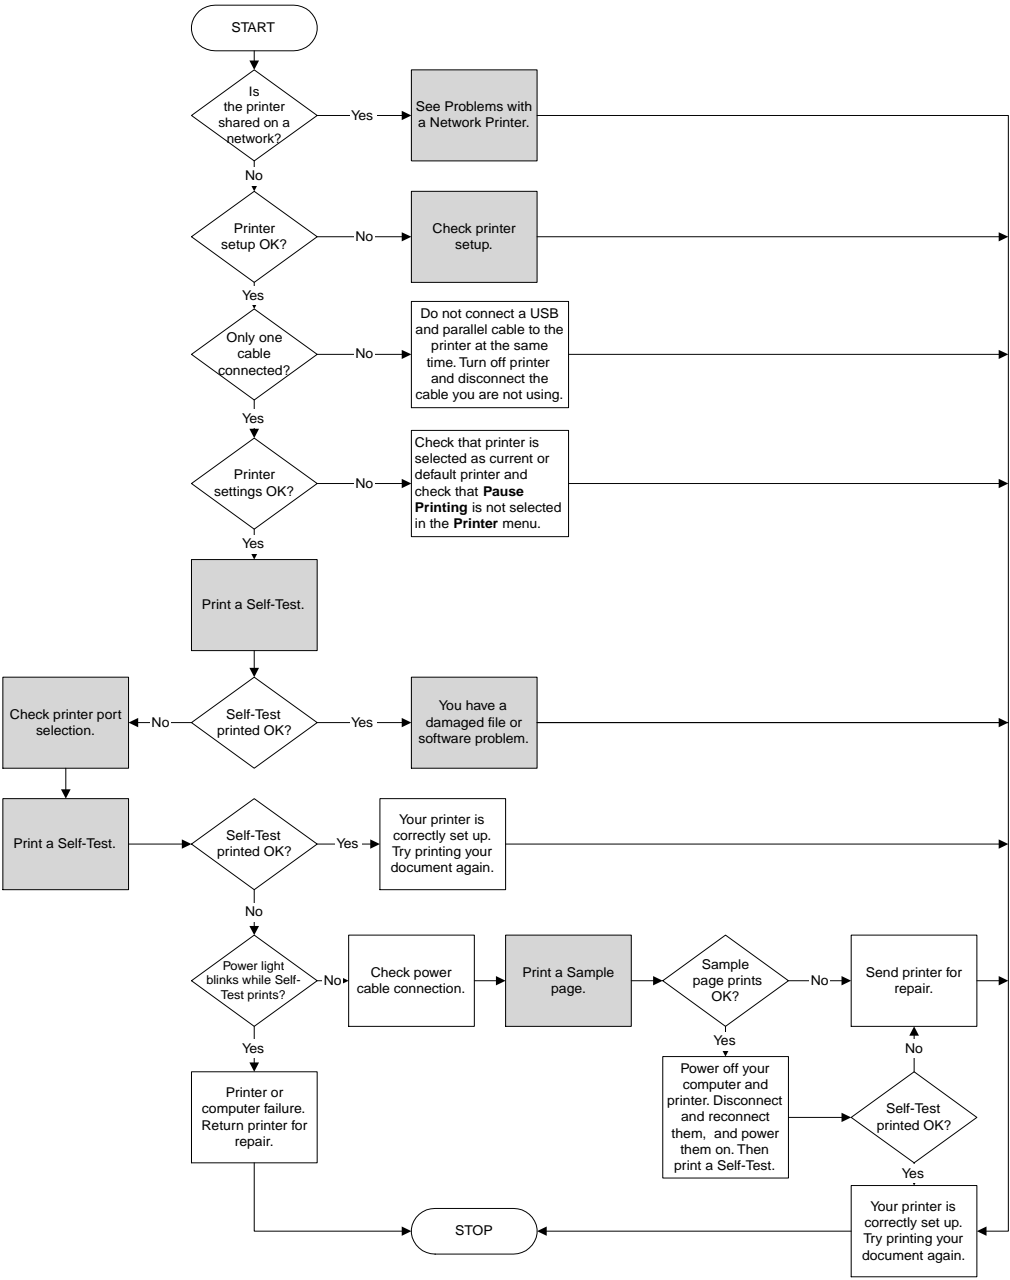 START
Is
the printer
shared on a
network?
Yes
See Problems with
a Network Printer.
No
Printer
setup OK?
No
Check printer
setup.
Yes
Only one
cable
connected?
No
Do not connect a USB
and parallel cable to the
printer at the same
time. Turn off printer
and disconnect the
cable you are not using.
Yes
Printer
settings OK?
No
Check that printer is
selected as current or
default printer and
check that Pause
Printing is not selected
in the Printer menu.
Yes
Print a Self-Test.
Check printer port
selection.
No
Self-Test
printed OK?
Yes
You have a
damaged file or
software problem.
Print a Self-Test.
Self-Test
printed OK?
Yes
Your printer is
correctly set up.
Try printing your
document again.
No
Power light
blinks while Self-
Test prints?
No
Check power
cable connection.
Print a Sample
page.
Sample
page prints
OK?
No
Send printer for
repair.
Yes
Yes
No
Printer or
computer failure.
Return printer for
repair.
Power off your
computer and
printer. Disconnect
and reconnect
them, and power
them on. Then
print a Self-Test.
Self-Test
printed OK?
Yes
STOP
Your printer is
correctly set up.
Try printing your
document again.